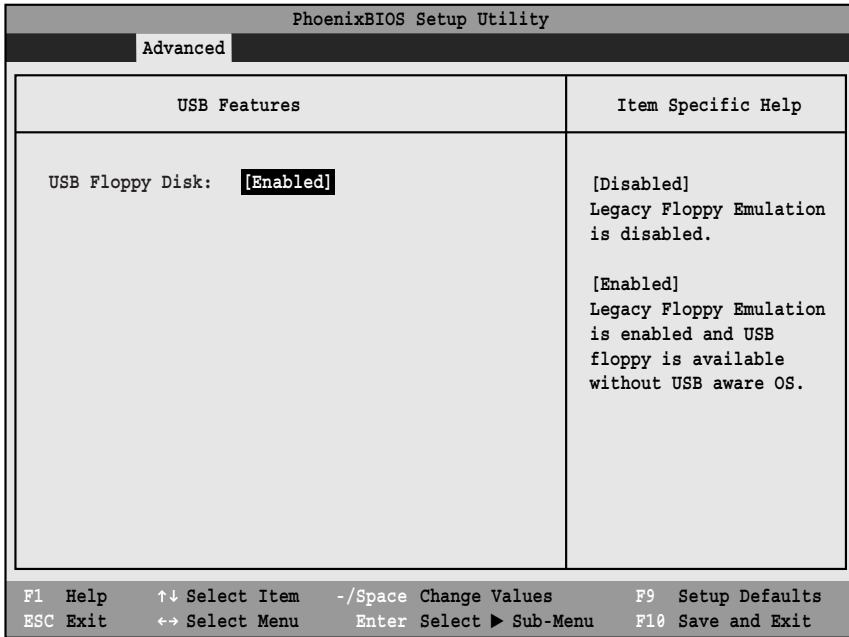 PhoenixBIOS Setup Utility
Advanced
USB Features
Item Specific Help
USB Floppy Disk: [Enabled]
[Disabled]
Legacy Floppy Emulation
is disabled.
[Enabled]
Legacy Floppy Emulation
is enabled and USB
floppy is available
without USB aware OS.
F1 Help ↑↓ Select Item -/Space Change Values F9 Setup Defaults
ESC Exit ←→ Select Menu Enter Select ▶ Sub-Menu F10 Save and Exit